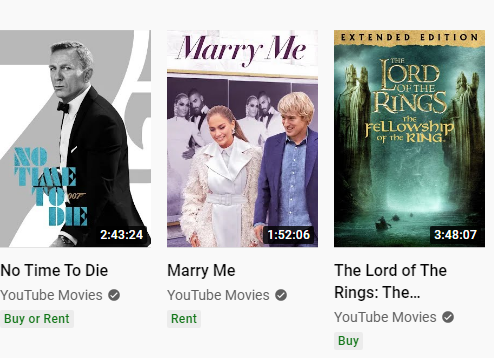 NO
TIME
TO
DIE
007
2:43:24
No Time To Die
YouTube Movies
Buy or Rent
Marry Me
1:52:06
Marry Me
YouTube Movies
Rent
EXTENDED EDITION
THE
LORD
OF THE
RINGS
THE
FELLOWSHIP
OF THE RING
3:48:07
The Lord of The
Rings: The...
YouTube Movies
Buy